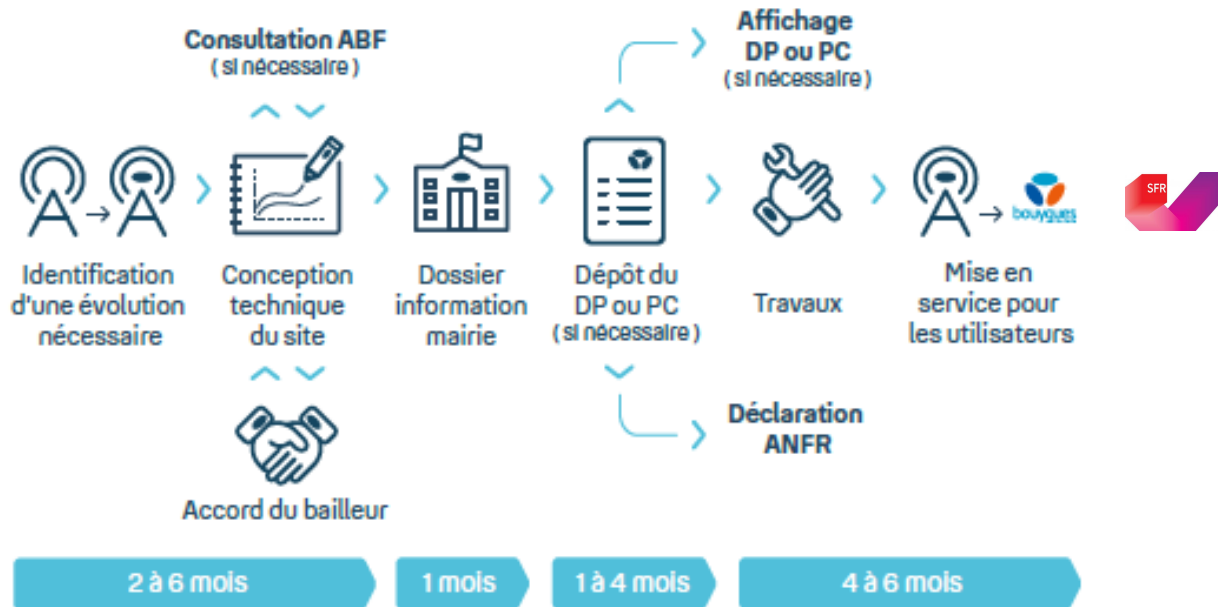 Consultation ABF
( si nécessaire )
Affichage
DP ou PC
( si nécessaire )
Identification
d'une évolution
nécessaire
Conception
technique
du site
Dossier
information
mairie
Dépôt du
DP ou PC
( si nécessaire )
Travaux
bouygues
SFR
Mise en
service pour
les utilisateurs
Accord du bailleur
Déclaration
ANFR
2 à 6 mois
1 mois
1 à 4 mois
4 à 6 mois